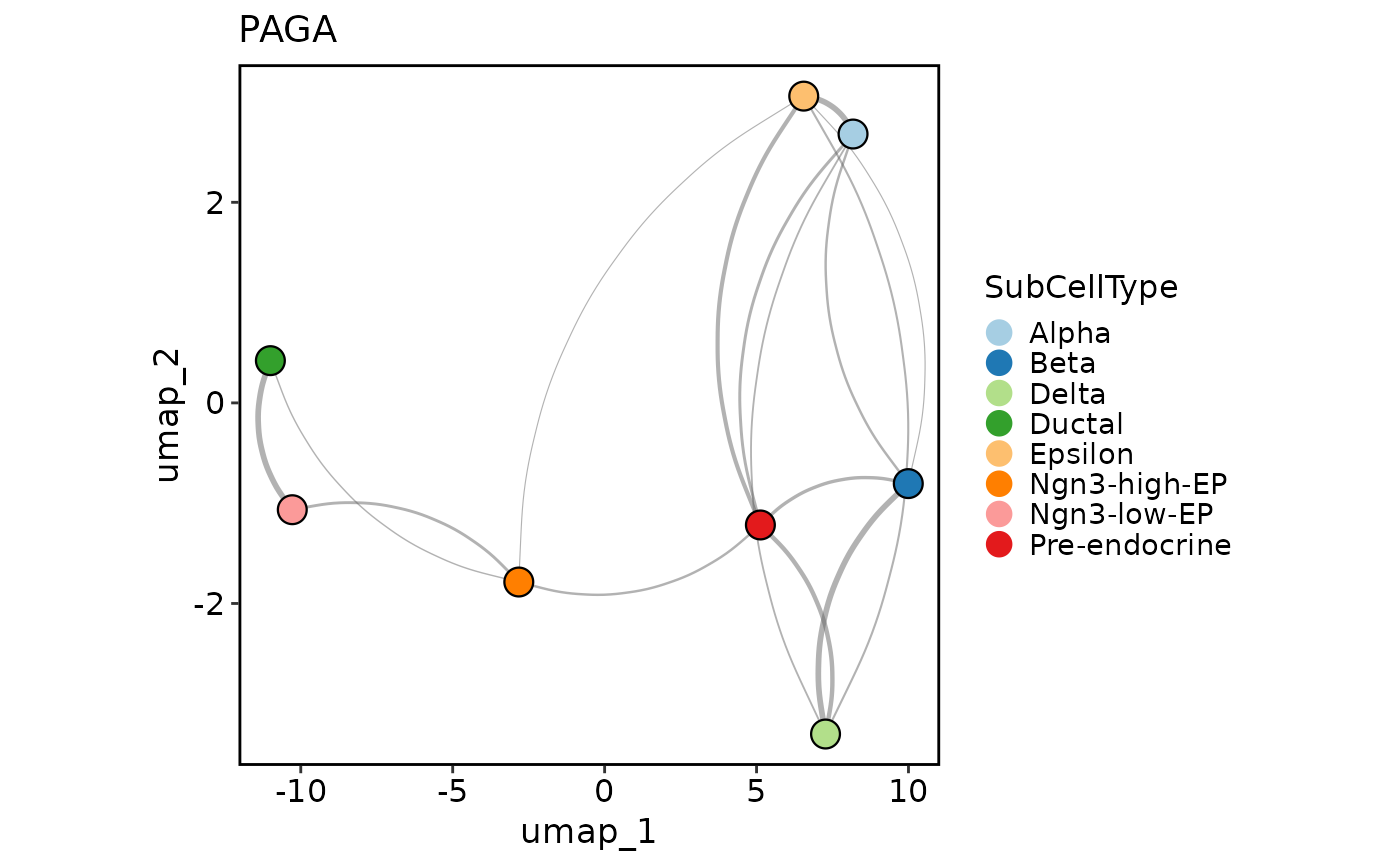 PAGA
2
0
-2
umap_2
-10
-5
0
5
10
umap_1
SubCellType
Alpha
Beta
Delta
Ductal
Epsilon
Ngn3-high-EP
Ngn3-low-EP
Pre-endocrine